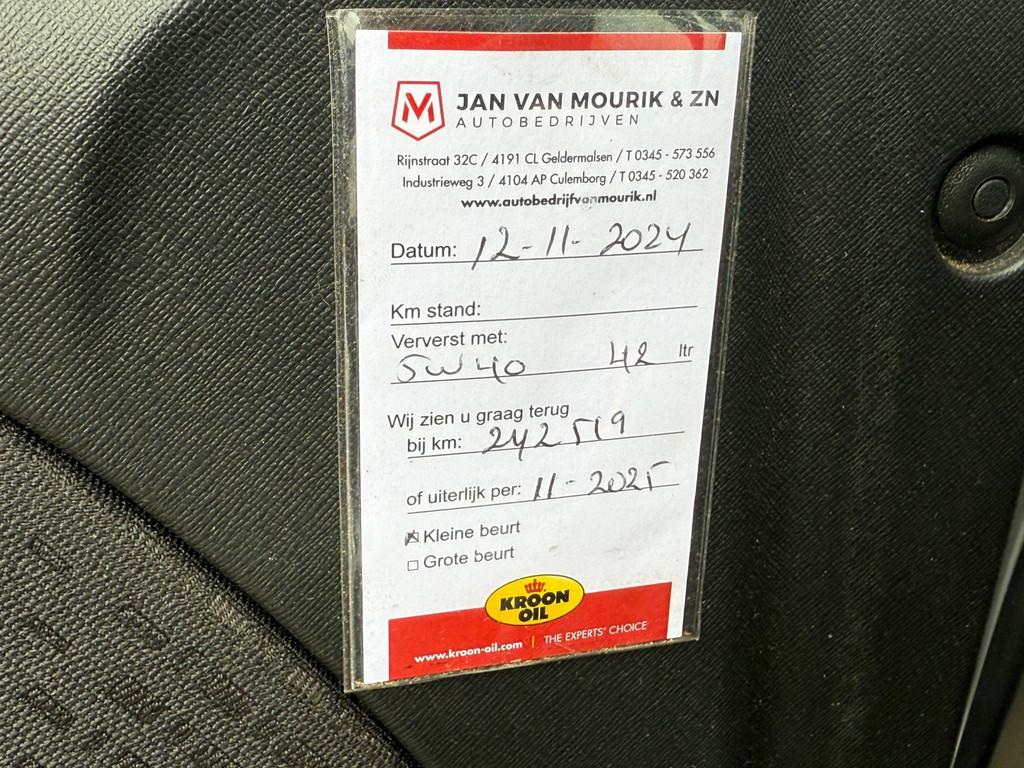 JAN VAN MOURIK & ZN
AUTOBEDRIJVEN
Rijnstraat 32C / 4191 CL Geldermalsen / T 0345 - 573 556
Industrieweg 3 / 4104 AP Culemborg / T 0345 - 520 362
www.autobedrijfvanmourik.nl
Datum: 12-11-2024
Km stand:
Ververst met:
5W40 42 ltr
Wij zien u graag terug
bij km: 242519
of uiterlijk per: 11-2025
Kleine beurt
Grote beurt
KROON
OIL
www.kroon-oil.com | THE EXPERTS' CHOICE